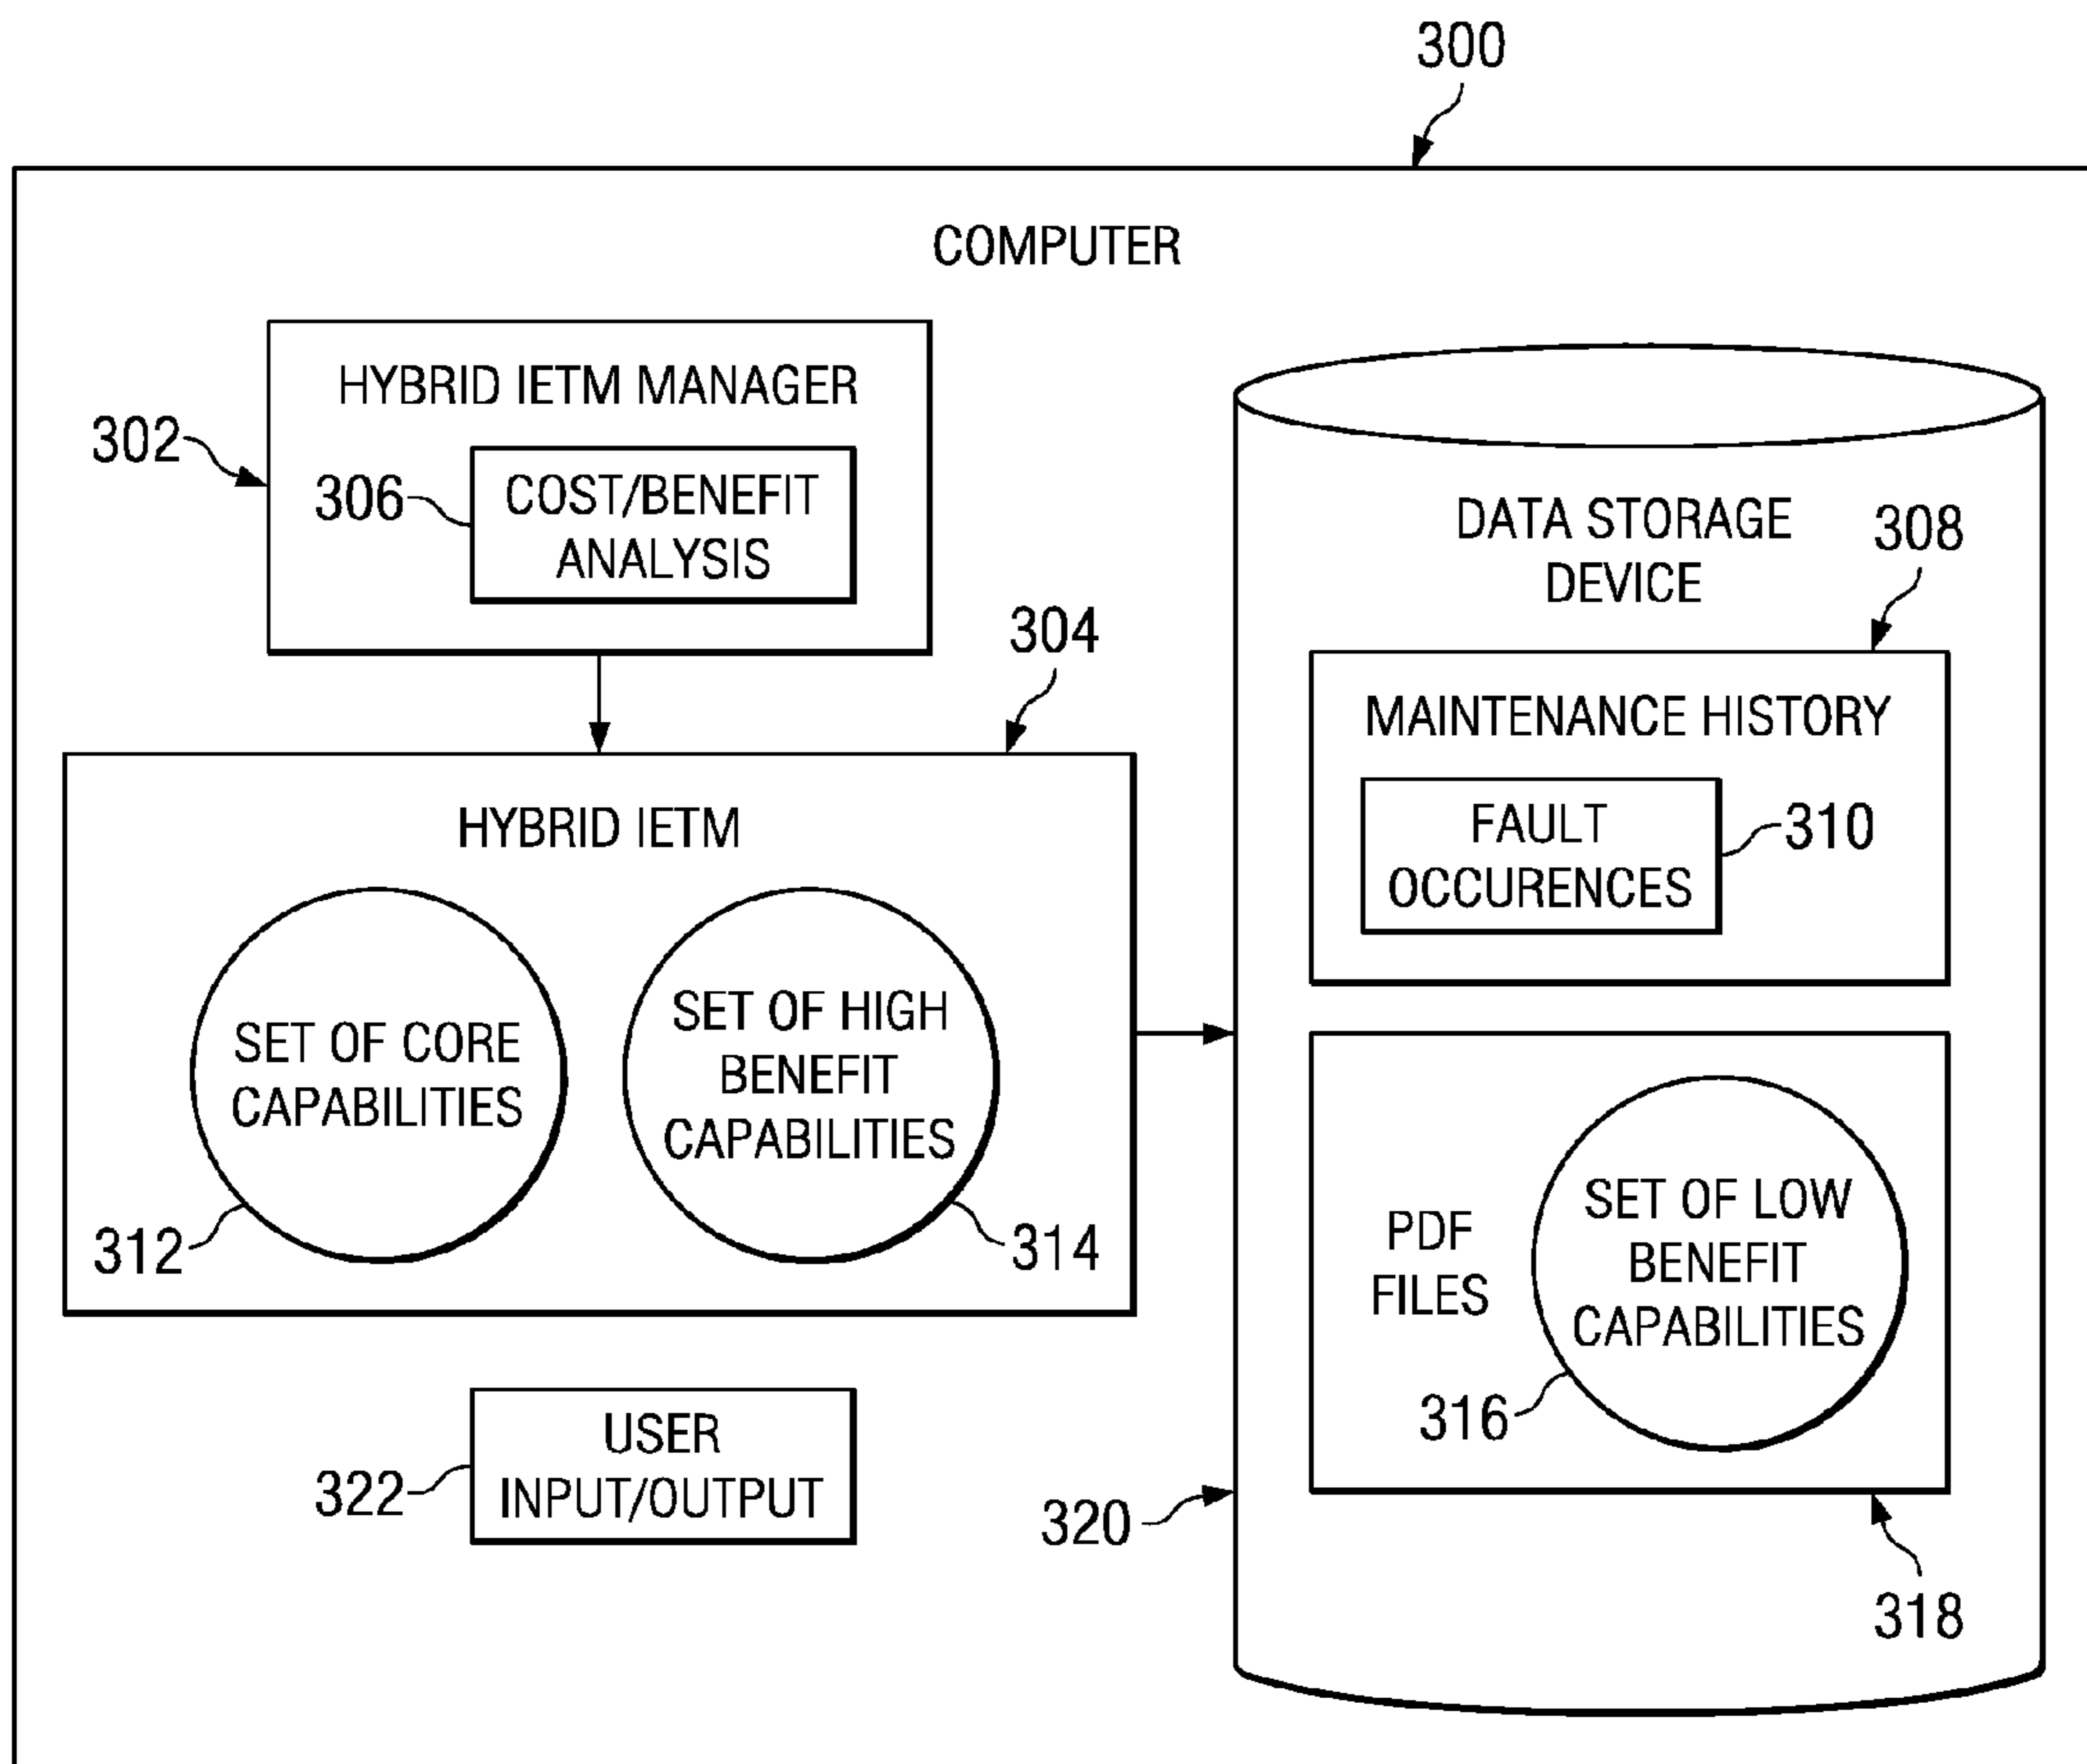 300
COMPUTER
HYBRID IETM MANAGER
302
306
COST/BENEFIT
ANALYSIS
304
HYBRID IETM
SET OF CORE
CAPABILITIES
312
SET OF HIGH
BENEFIT
CAPABILITIES
314
USER
INPUT/OUTPUT
322
DATA STORAGE
DEVICE
308
MAINTENANCE HISTORY
FAULT
OCCURENCES
310
PDF
FILES
SET OF LOW
BENEFIT
CAPABILITIES
316
320
318